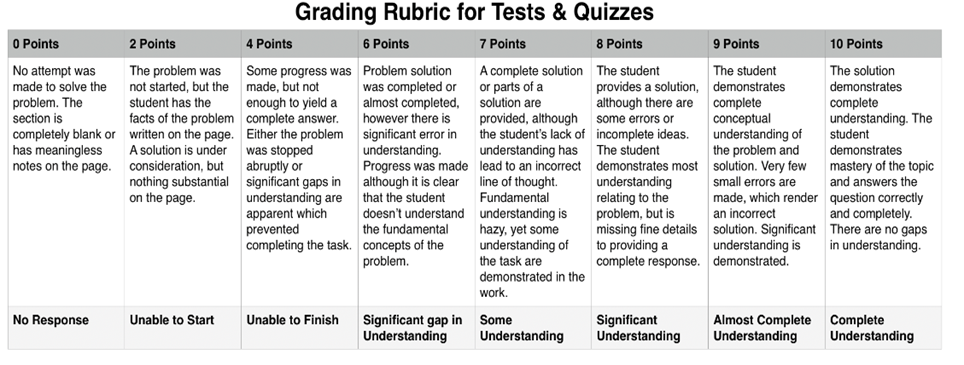 Grading Rubric for Tests & Quizzes
0 Points
2 Points
4 Points
6 Points
7 Points
8 Points
9 Points
10 Points
No attempt was
made to solve the
problem. The
section is
completely blank or
has meaningless
notes on the page.
The problem was
not started, but the
student has the
facts of the problem
written on the page.
A solution is under
consideration, but
nothing substantial
on the page.
Some progress was
made, but not
enough to yield a
complete answer.
Either the problem
was stopped
abruptly or
significant gaps in
understanding are
apparent which
prevented
completing the task.
Problem solution
was completed or
almost completed,
however there is
significant error in
understanding.
Progress was made
although it is clear
that the student
doesn't understand
the fundamental
concepts of the
problem.
A complete solution
or parts of a
solution are
provided, although
the student's lack of
understanding has
lead to an incorrect
line of thought.
Fundamental
understanding is
hazy, yet some
understanding of
the task are
demonstrated in the
work.
The student
provides a solution,
although there are
some errors or
incomplete ideas.
The student
demonstrates most
understanding
relating to the
problem, but is
missing fine details
to providing a
complete response.
The student
demonstrates
complete
conceptual
understanding of
the problem and
solution. Very few
small errors are
made, which render
an incorrect
solution. Significant
understanding is
demonstrated.
The solution
demonstrates
complete
understanding. The
student
demonstrates
mastery of the topic
and answers the
question correctly
and completely.
There are no gaps
in understanding.
No Response
Unable to Start
Unable to Finish
Significant gap in
Understanding
Some
Understanding
Significant
Understanding
Almost Complete
Understanding
Complete
Understanding